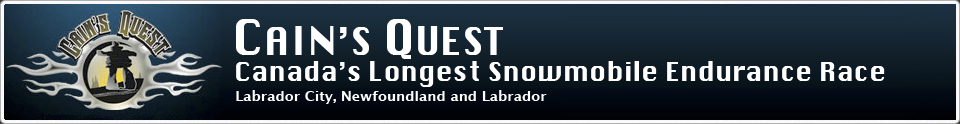 Cain's Quest
Cain's Quest
Canada's Longest Snowmobile Endurance Race
Labrador City, Newfoundland and Labrador